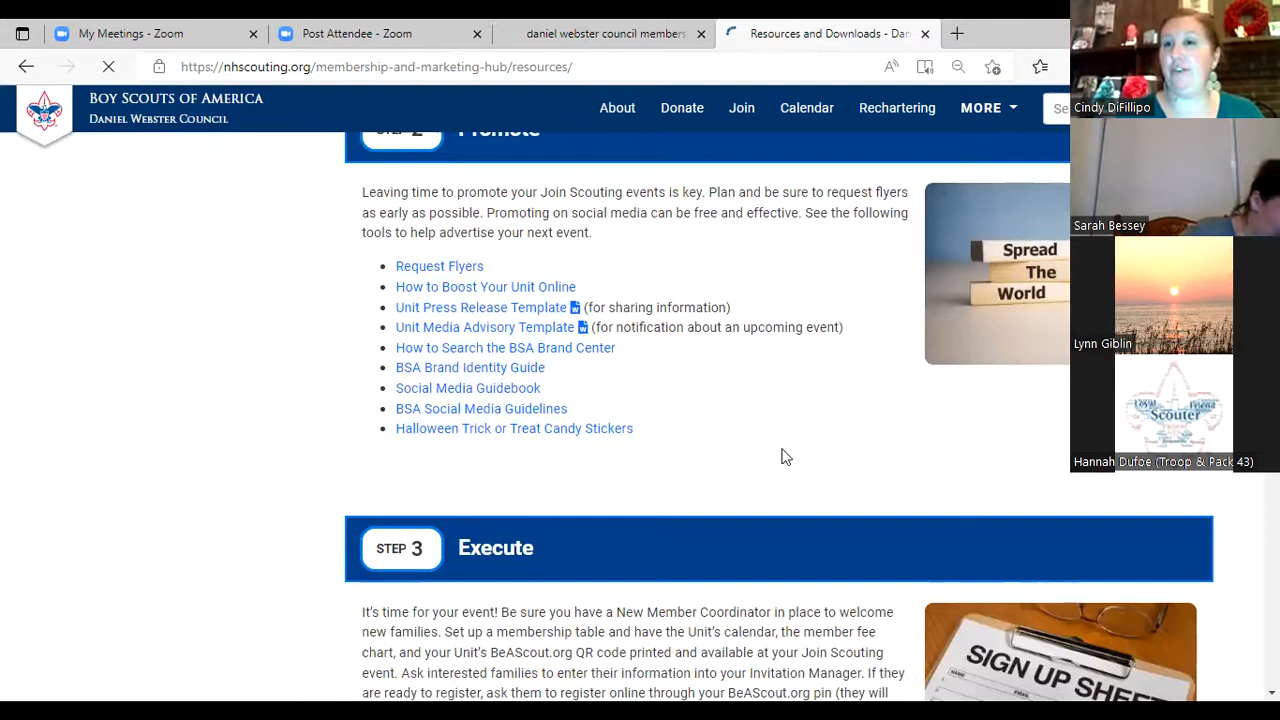 My Meetings - Zoom
Post Attendee - Zoom
daniel webster council members
Resources and Downloads - Dan
https://nhscouting.org/membership-and-marketing-hub/resources/
BOY SCOUTS OF AMERICA
DANIEL WEBSTER COUNCIL
About Donate Join Calendar Rechartering MORE Se
STEP 2 Promote
Leaving time to promote your Join Scouting events is key. Plan and be sure to request flyers
as early as possible. Promoting on social media can be free and effective. See the following
tools to help advertise your next event.
Request Flyers
How to Boost Your Unit Online
Unit Press Release Template (for sharing information)
Unit Media Advisory Template (for notification about an upcoming event)
How to Search the BSA Brand Center
BSA Brand Identity Guide
Social Media Guidebook
BSA Social Media Guidelines
Halloween Trick or Treat Candy Stickers
Spread
The
World
STEP 3 Execute
It's time for your event! Be sure you have a New Member Coordinator in place to welcome
new families. Set up a membership table and have the Unit's calendar, the member fee
chart, and your Unit's BeAScout.org QR code printed and available at your Join Scouting
event. Ask interested families to enter their information into your Invitation Manager. If they
are ready to register, ask them to register online through your BeAScout.org pin (they will
SIGN UP SHEET
NAME
EMAIL
Cindy DiFillipo
Sarah Bessey
Lynn Giblin
Loyal
Friend
Scouter
Hannah Dufoe (Troop & Pack 43)